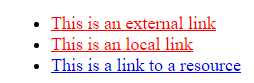 This is an external link
This is an local link
This is a link to a resource